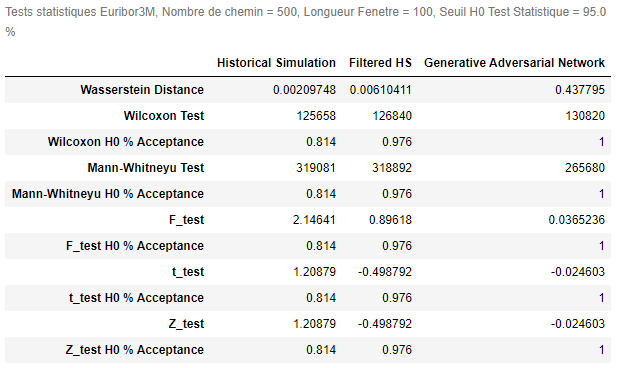 Tests statistiques Euribor3M, Nombre de chemin = 500, Longueur Fenetre = 100, Seuil H0 Test Statistique = 95.0
%
Historical Simulation Filtered HS Generative Adversarial Network
Wasserstein Distance 0.00209748 0.00610411 0.437795
Wilcoxon Test 125658 126840 130820
Wilcoxon H0 % Acceptance 0.814 0.976 1
Mann-Whitneyu Test 319081 318892 265680
Mann-Whitneyu H0 % Acceptance 0.814 0.976 1
F_test 2.14641 0.89618 0.0365236
F_test H0 % Acceptance 0.814 0.976 1
t_test 1.20879 -0.498792 -0.024603
t_test H0 % Acceptance 0.814 0.976 1
Z_test 1.20879 -0.498792 -0.024603
Z_test H0 % Acceptance 0.814 0.976 1